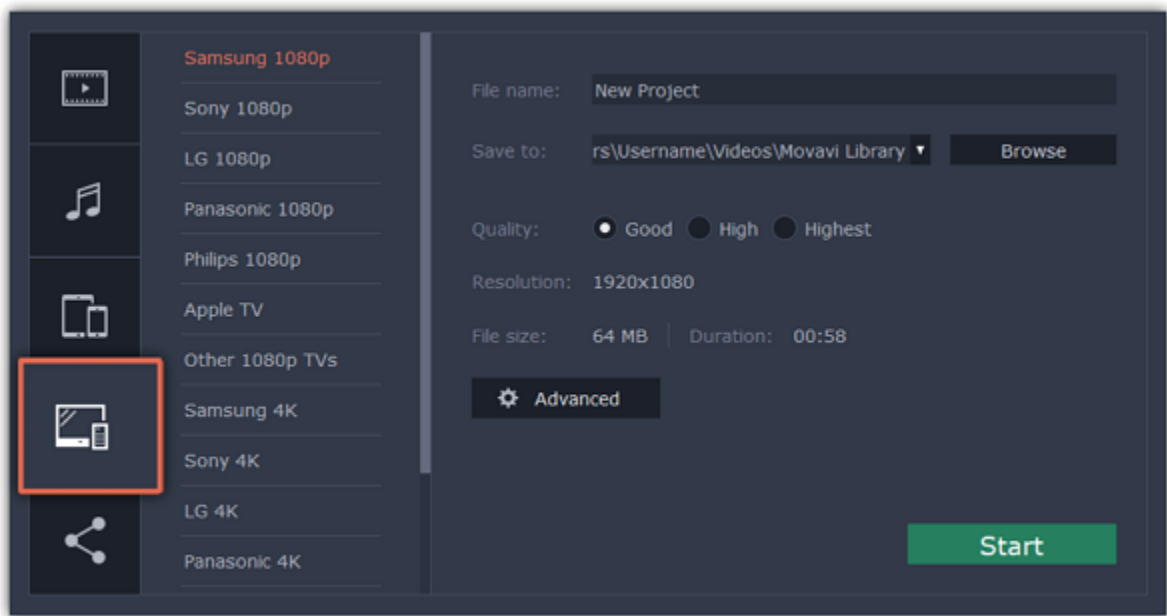 Samsung 1080p
Sony 1080p
LG 1080p
Panasonic 1080p
Philips 1080p
Apple TV
Other 1080p TVs
Samsung 4K
Sony 4K
LG 4K
Panasonic 4K
File name: New Project
Save to: rs\Username\Videos\Movavi Library Browse
Quality: Good High Highest
Resolution: 1920x1080
File size: 64 MB Duration: 00:58
Advanced
Start